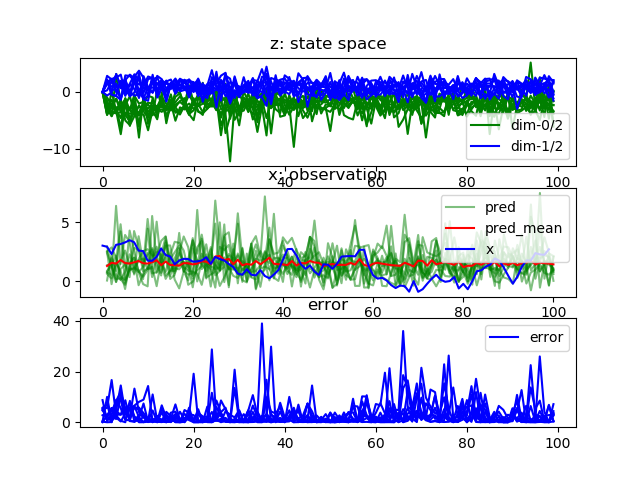 z: state space
0
−10
dim-0/2
dim-1/2
0 20 40 60 80 100
x: observation
5
0
pred
pred_mean
x
0 20 40 60 80 100
error
40
20
0
error
0 20 40 60 80 100